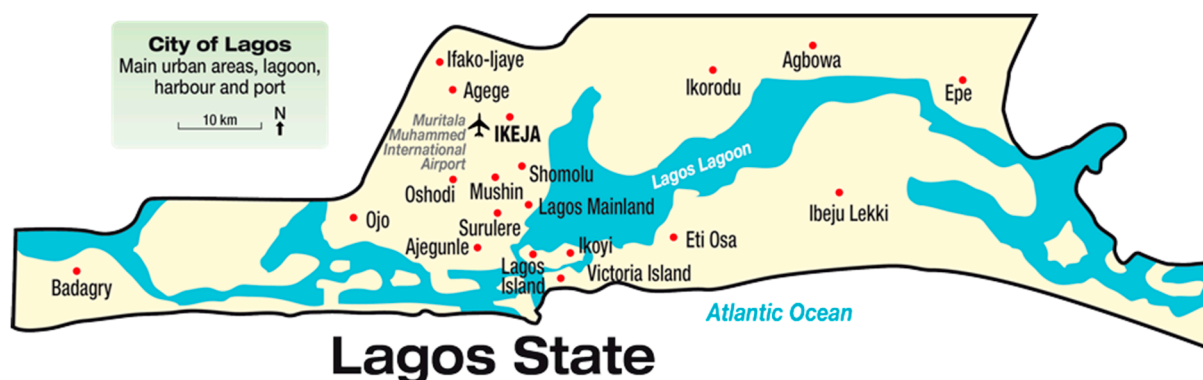 City of Lagos
Main urban areas, lagoon,
harbour and port
10 km
N
Ifako-Ijaye
Agege
Muritala
Muhammed
International
Airport
IKEJA
Shomolu
Oshodi
Mushin
Lagos Mainland
Ojo
Surulere
Ajegunle
Ikoyi
Lagos
Island
Victoria Island
Badagry
Agbowa
Ikorodu
Epe
Lagos Lagoon
Ibeju Lekki
Eti Osa
Atlantic Ocean
Lagos State